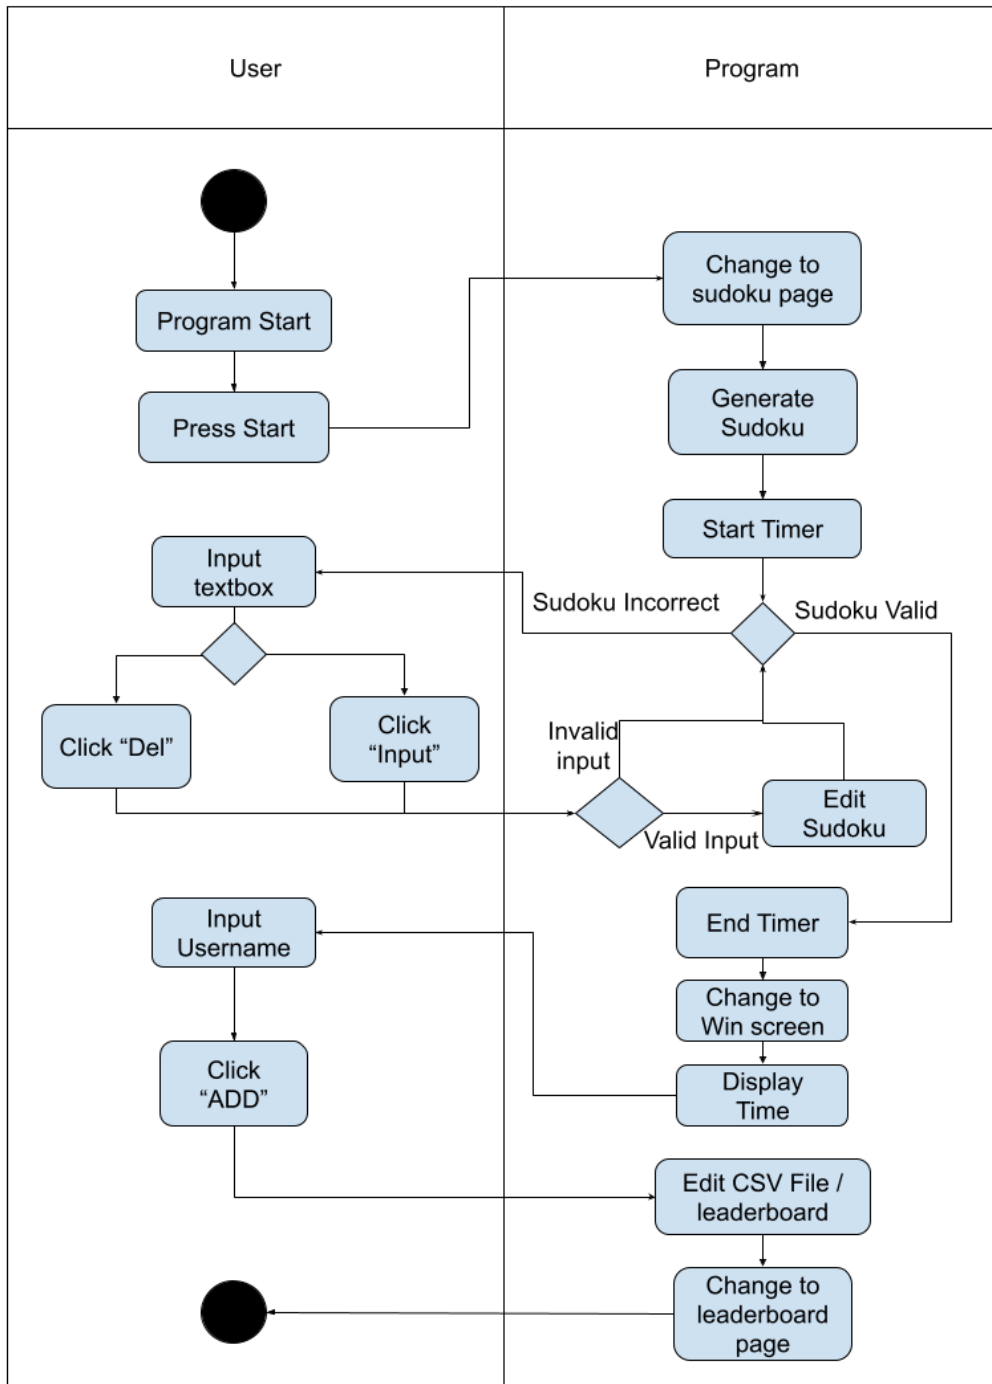 User
Program
Program Start
Press Start
Change to
sudoku page
Generate
Sudoku
Start Timer
Sudoku Incorrect
Sudoku Valid
Input
textbox
Click “Del”
Click
“Input”
Invalid
input
Valid Input
Edit
Sudoku
End Timer
Change to
Win screen
Display
Time
Input
Username
Click
“ADD”
Edit CSV File /
leaderboard
Change to
leaderboard
page